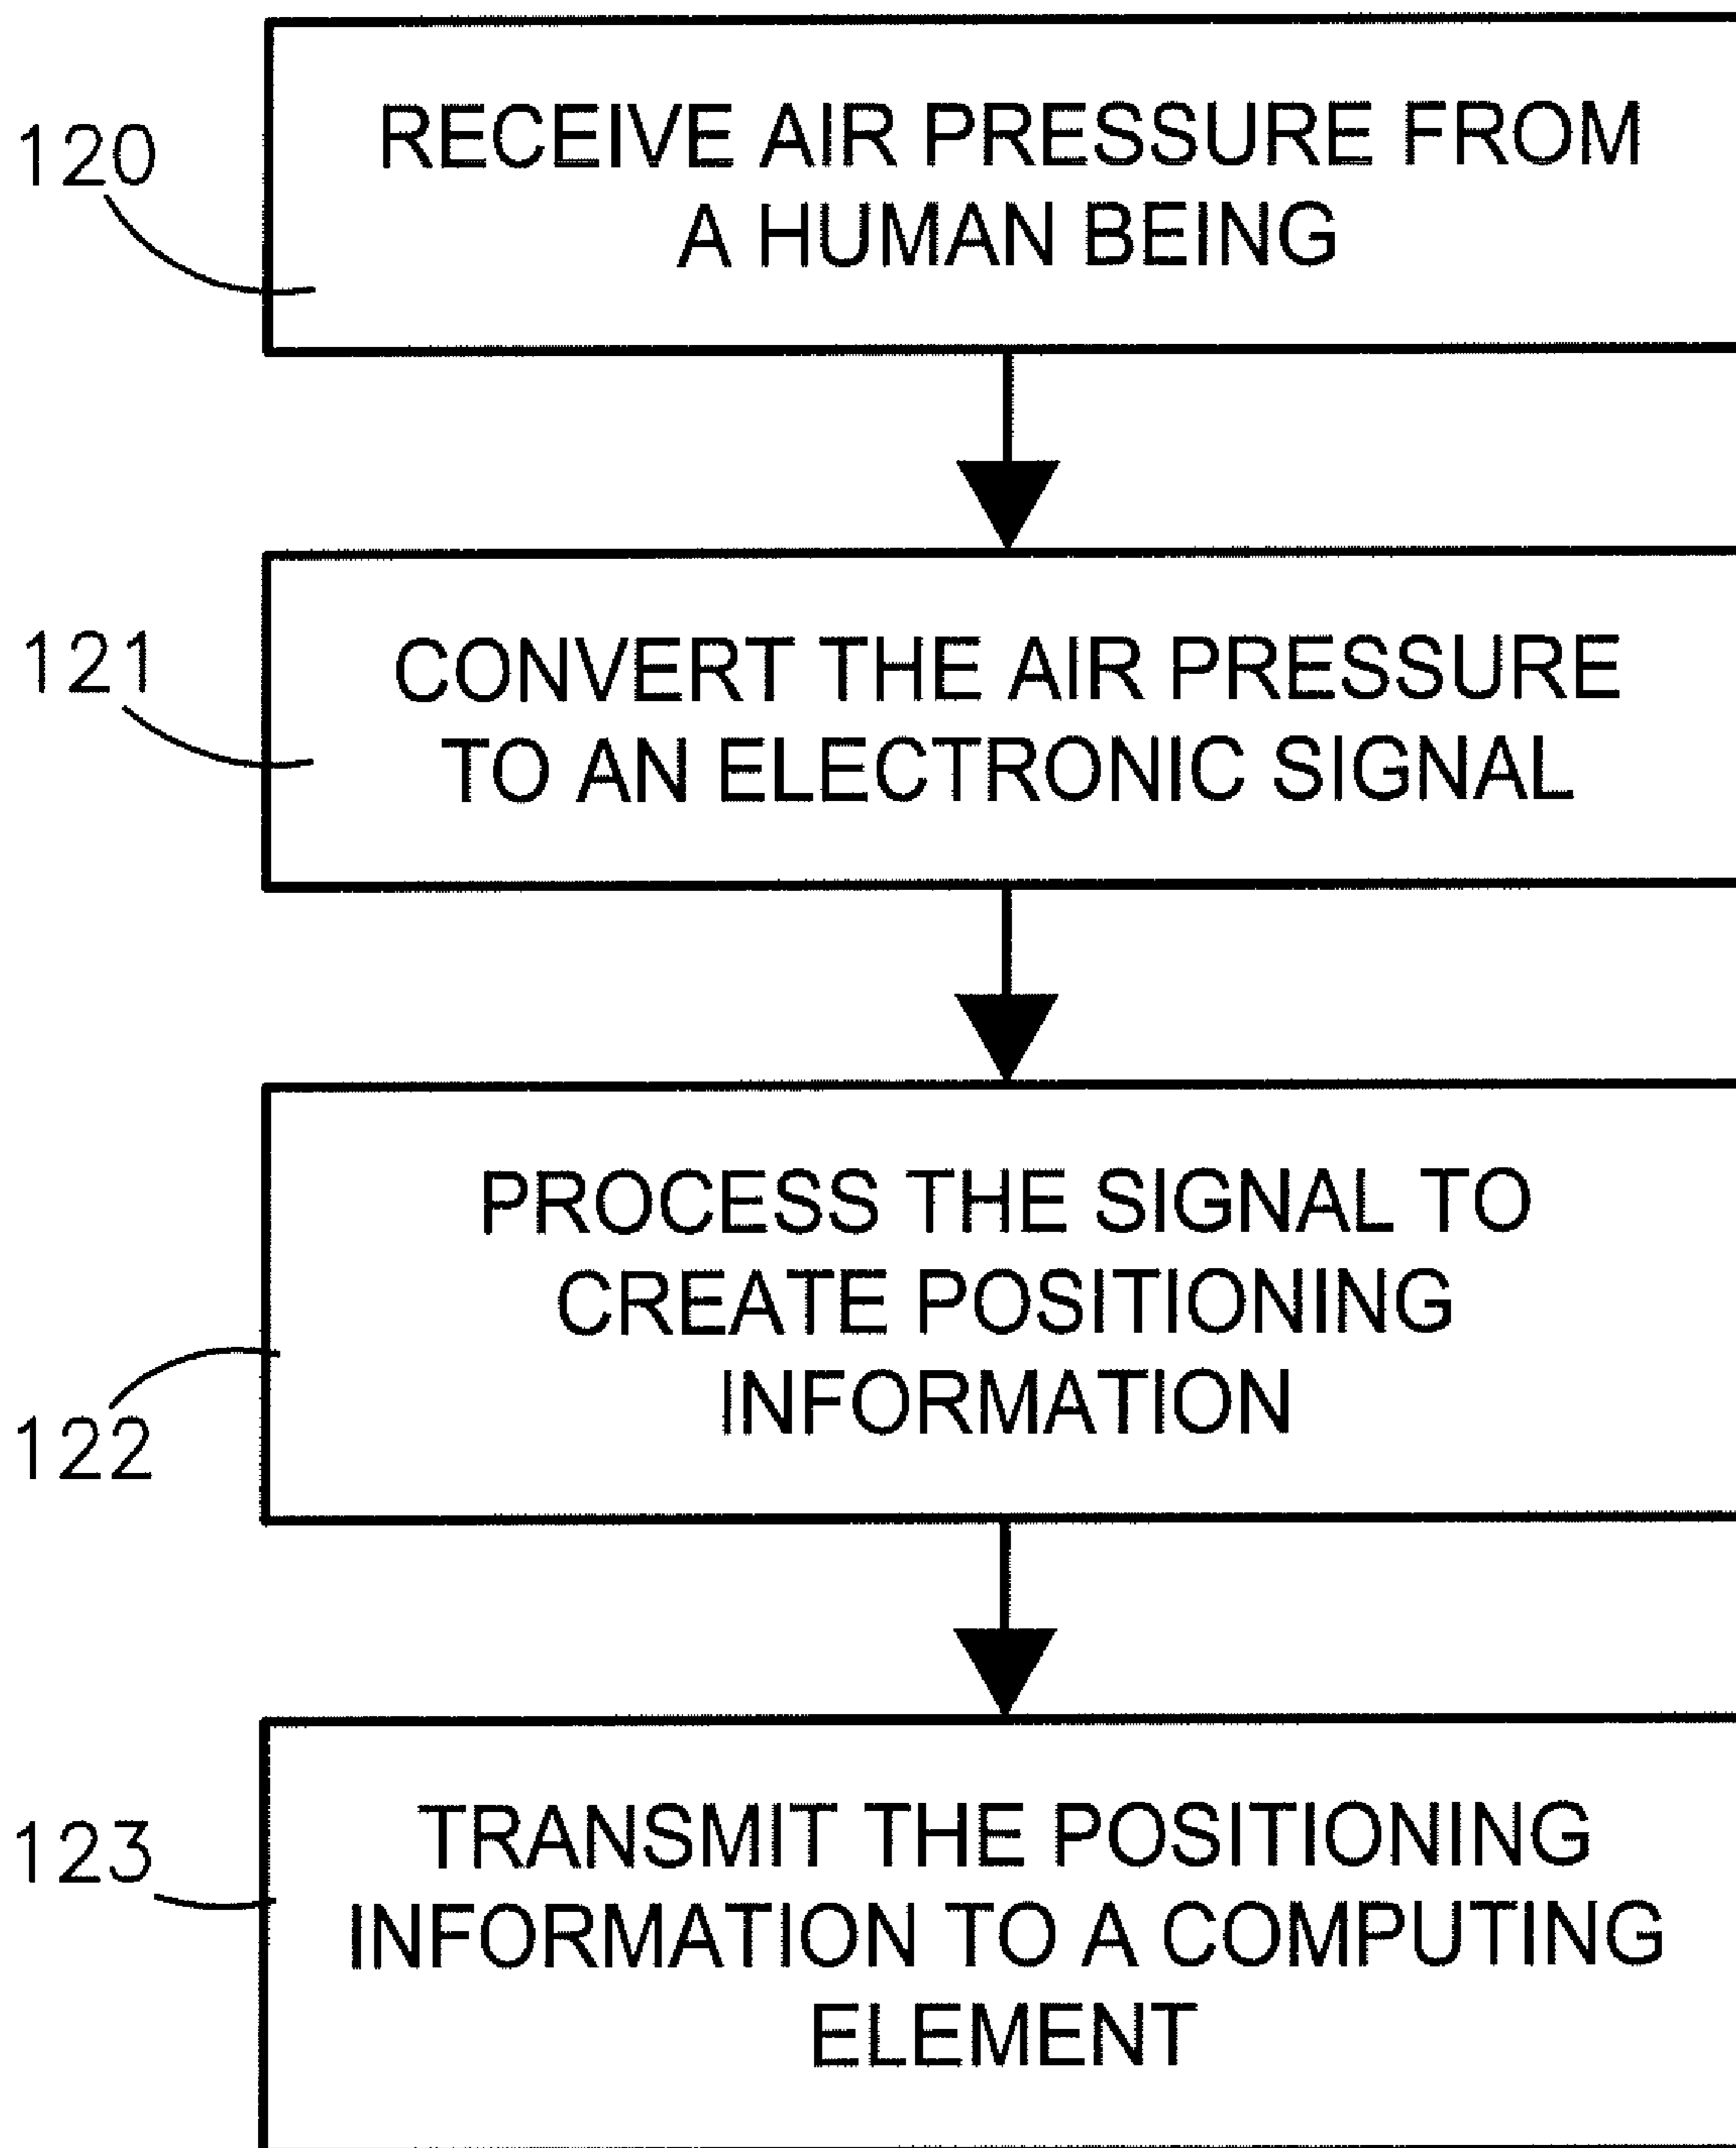 120
RECEIVE AIR PRESSURE FROM
A HUMAN BEING
121
CONVERT THE AIR PRESSURE
TO AN ELECTRONIC SIGNAL
122
PROCESS THE SIGNAL TO
CREATE POSITIONING
INFORMATION
123
TRANSMIT THE POSITIONING
INFORMATION TO A COMPUTING
ELEMENT